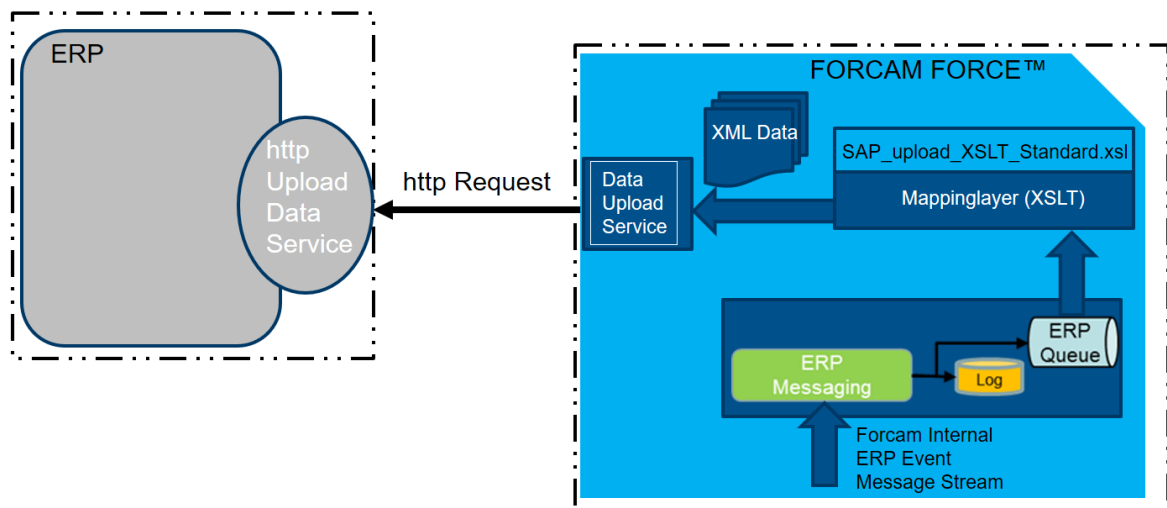 ERP
http
Upload
Data
Service
http Request
FORCAM FORCE™
XML Data
SAP_upload_XSLT_Standard.xsl
Mappinglayer (XSLT)
Data
Upload
Service
ERP
Queue
ERP
Messaging
Log
Forcam Internal
ERP Event
Message Stream